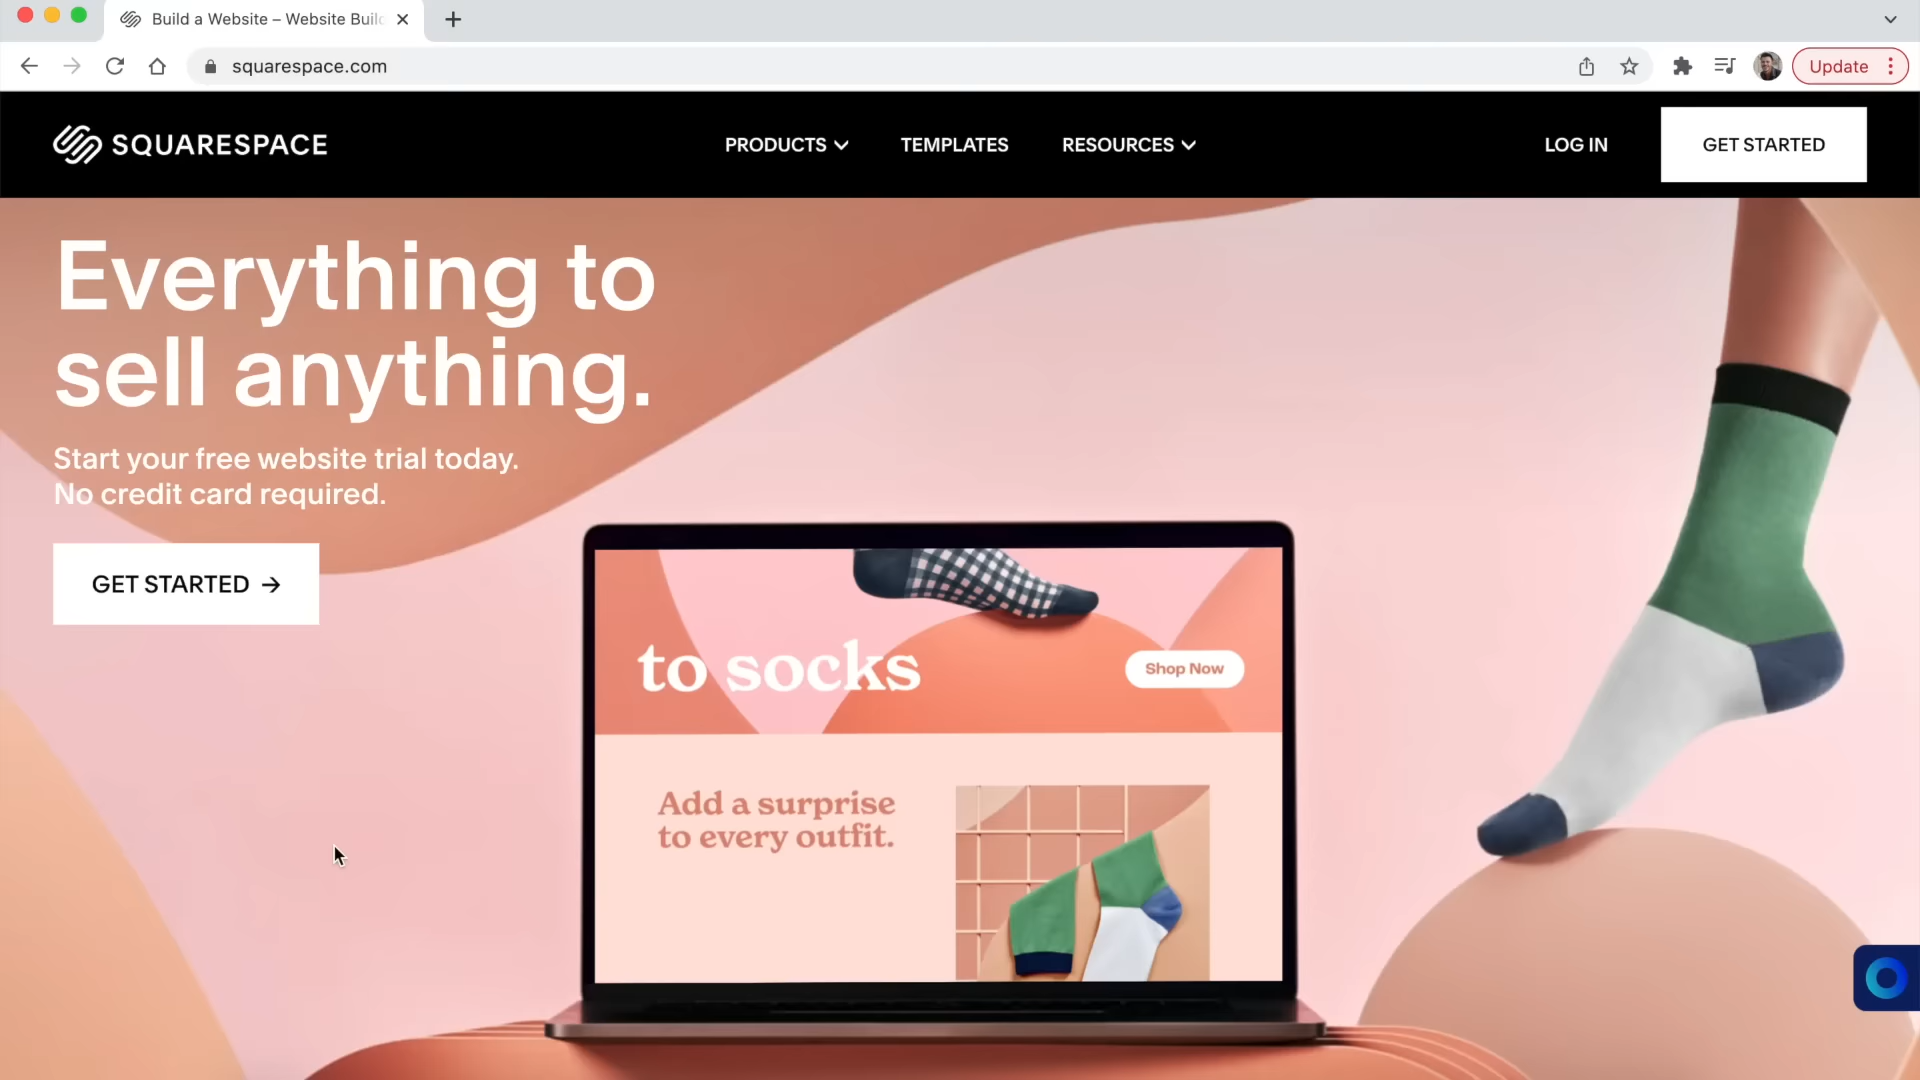 Build a Website – Website Buil
squarespace.com
Update
SQUARESPACE
PRODUCTS
TEMPLATES
RESOURCES
LOG IN
GET STARTED
Everything to
sell anything.
Start your free website trial today.
No credit card required.
GET STARTED →
to socks
Shop Now
Add a surprise
to every outfit.